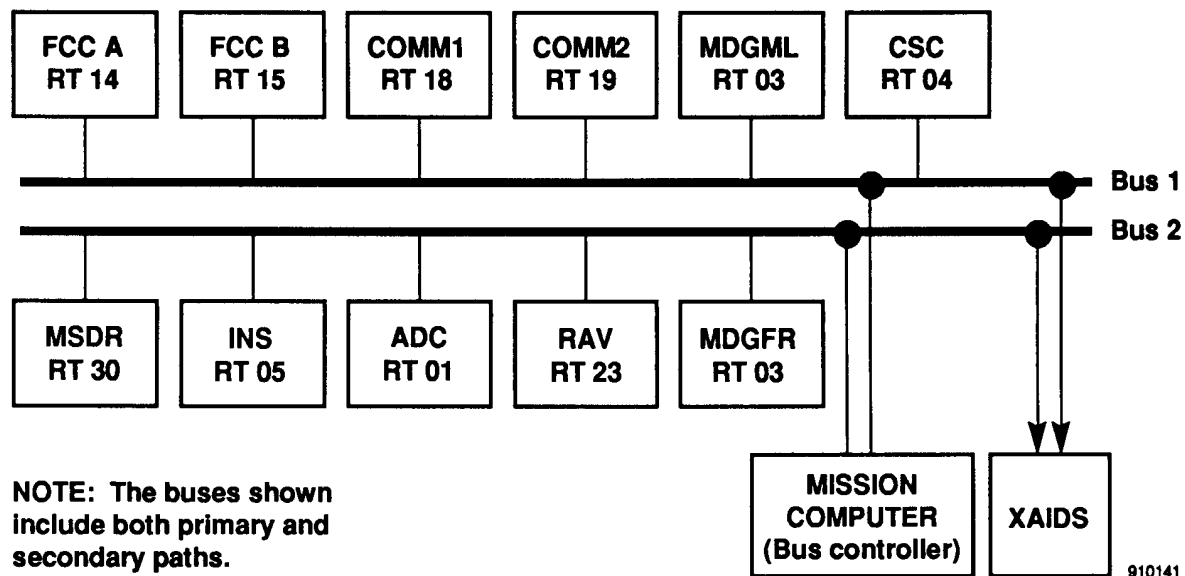 FCC A
RT 14
FCC B
RT 15
COMM1
RT 18
COMM2
RT 19
MDGML
RT 03
CSC
RT 04
Bus 1
Bus 2
MSDR
RT 30
INS
RT 05
ADC
RT 01
RAV
RT 23
MDGFR
RT 03
NOTE: The buses shown
include both primary and
secondary paths.
MISSION
COMPUTER
(Bus controller)
XAIDS
910141